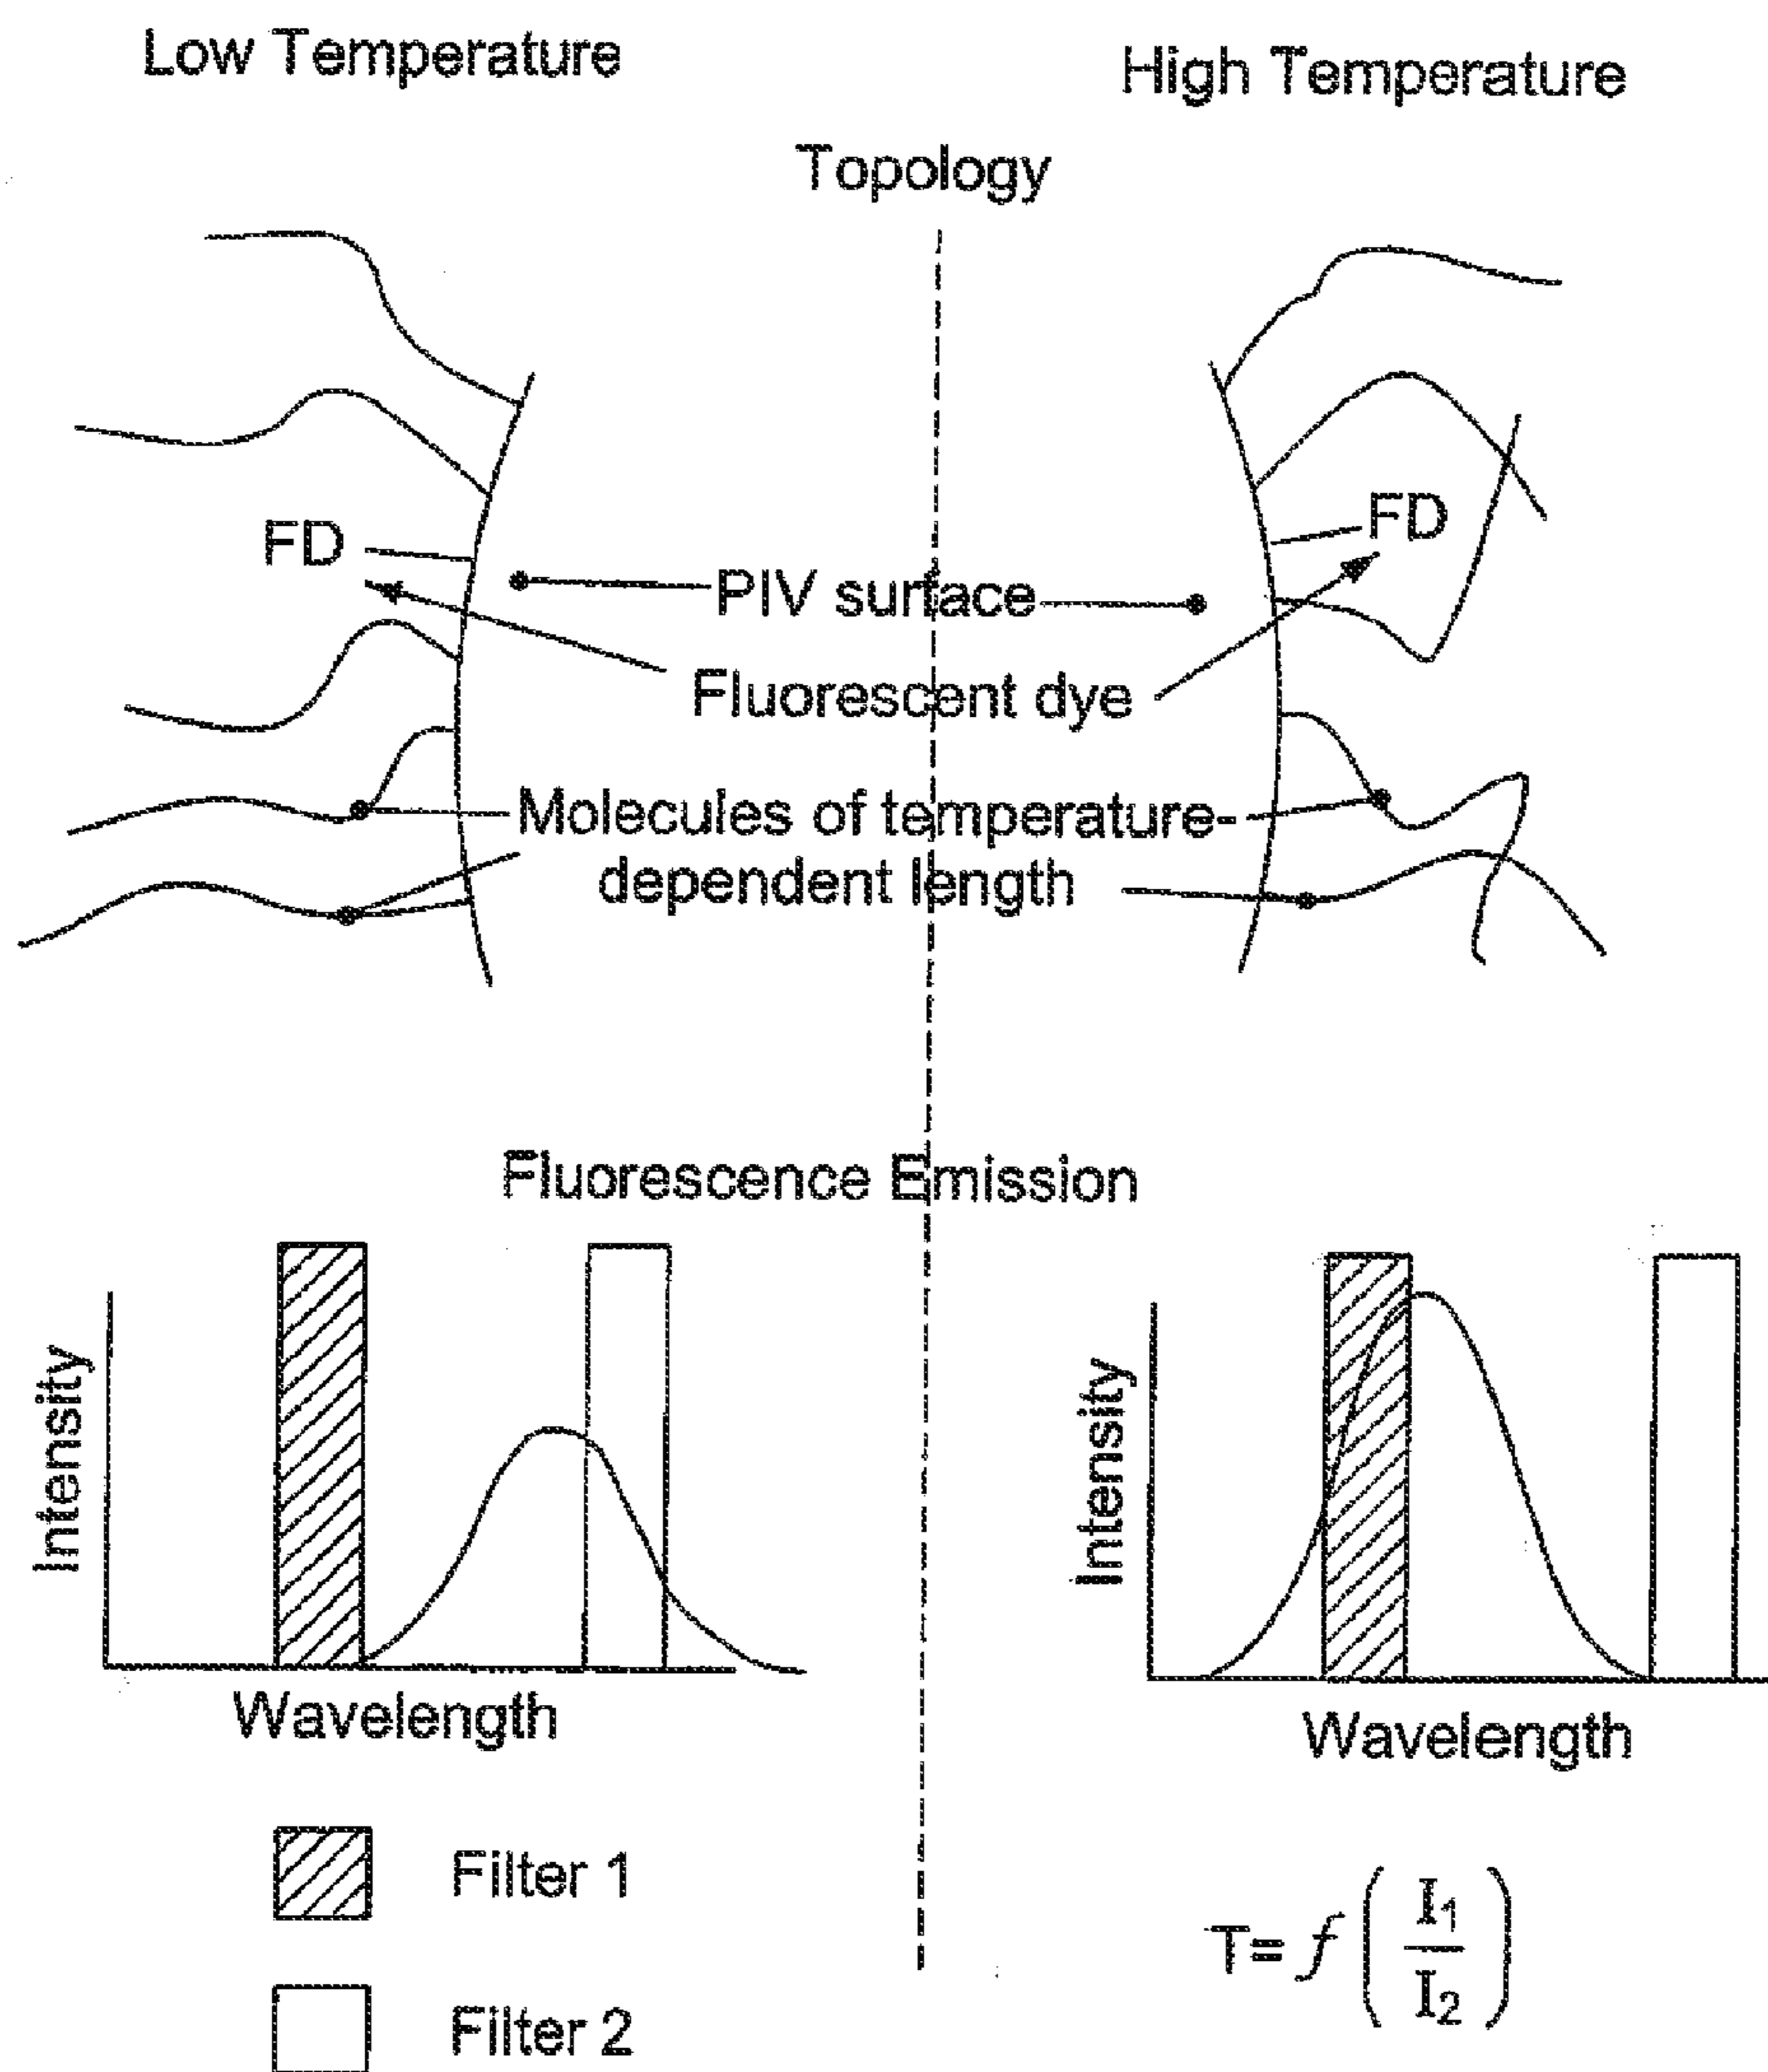 Low Temperature
High Temperature
Topology
FD
FD
PIV surface
Fluorescent dye
Molecules of temperature-
dependent length
Fluorescence Emission
Intensity
Wavelength
Intensity
Wavelength
Filter 1
Filter 2
T= f ( I₁ / I₂ )